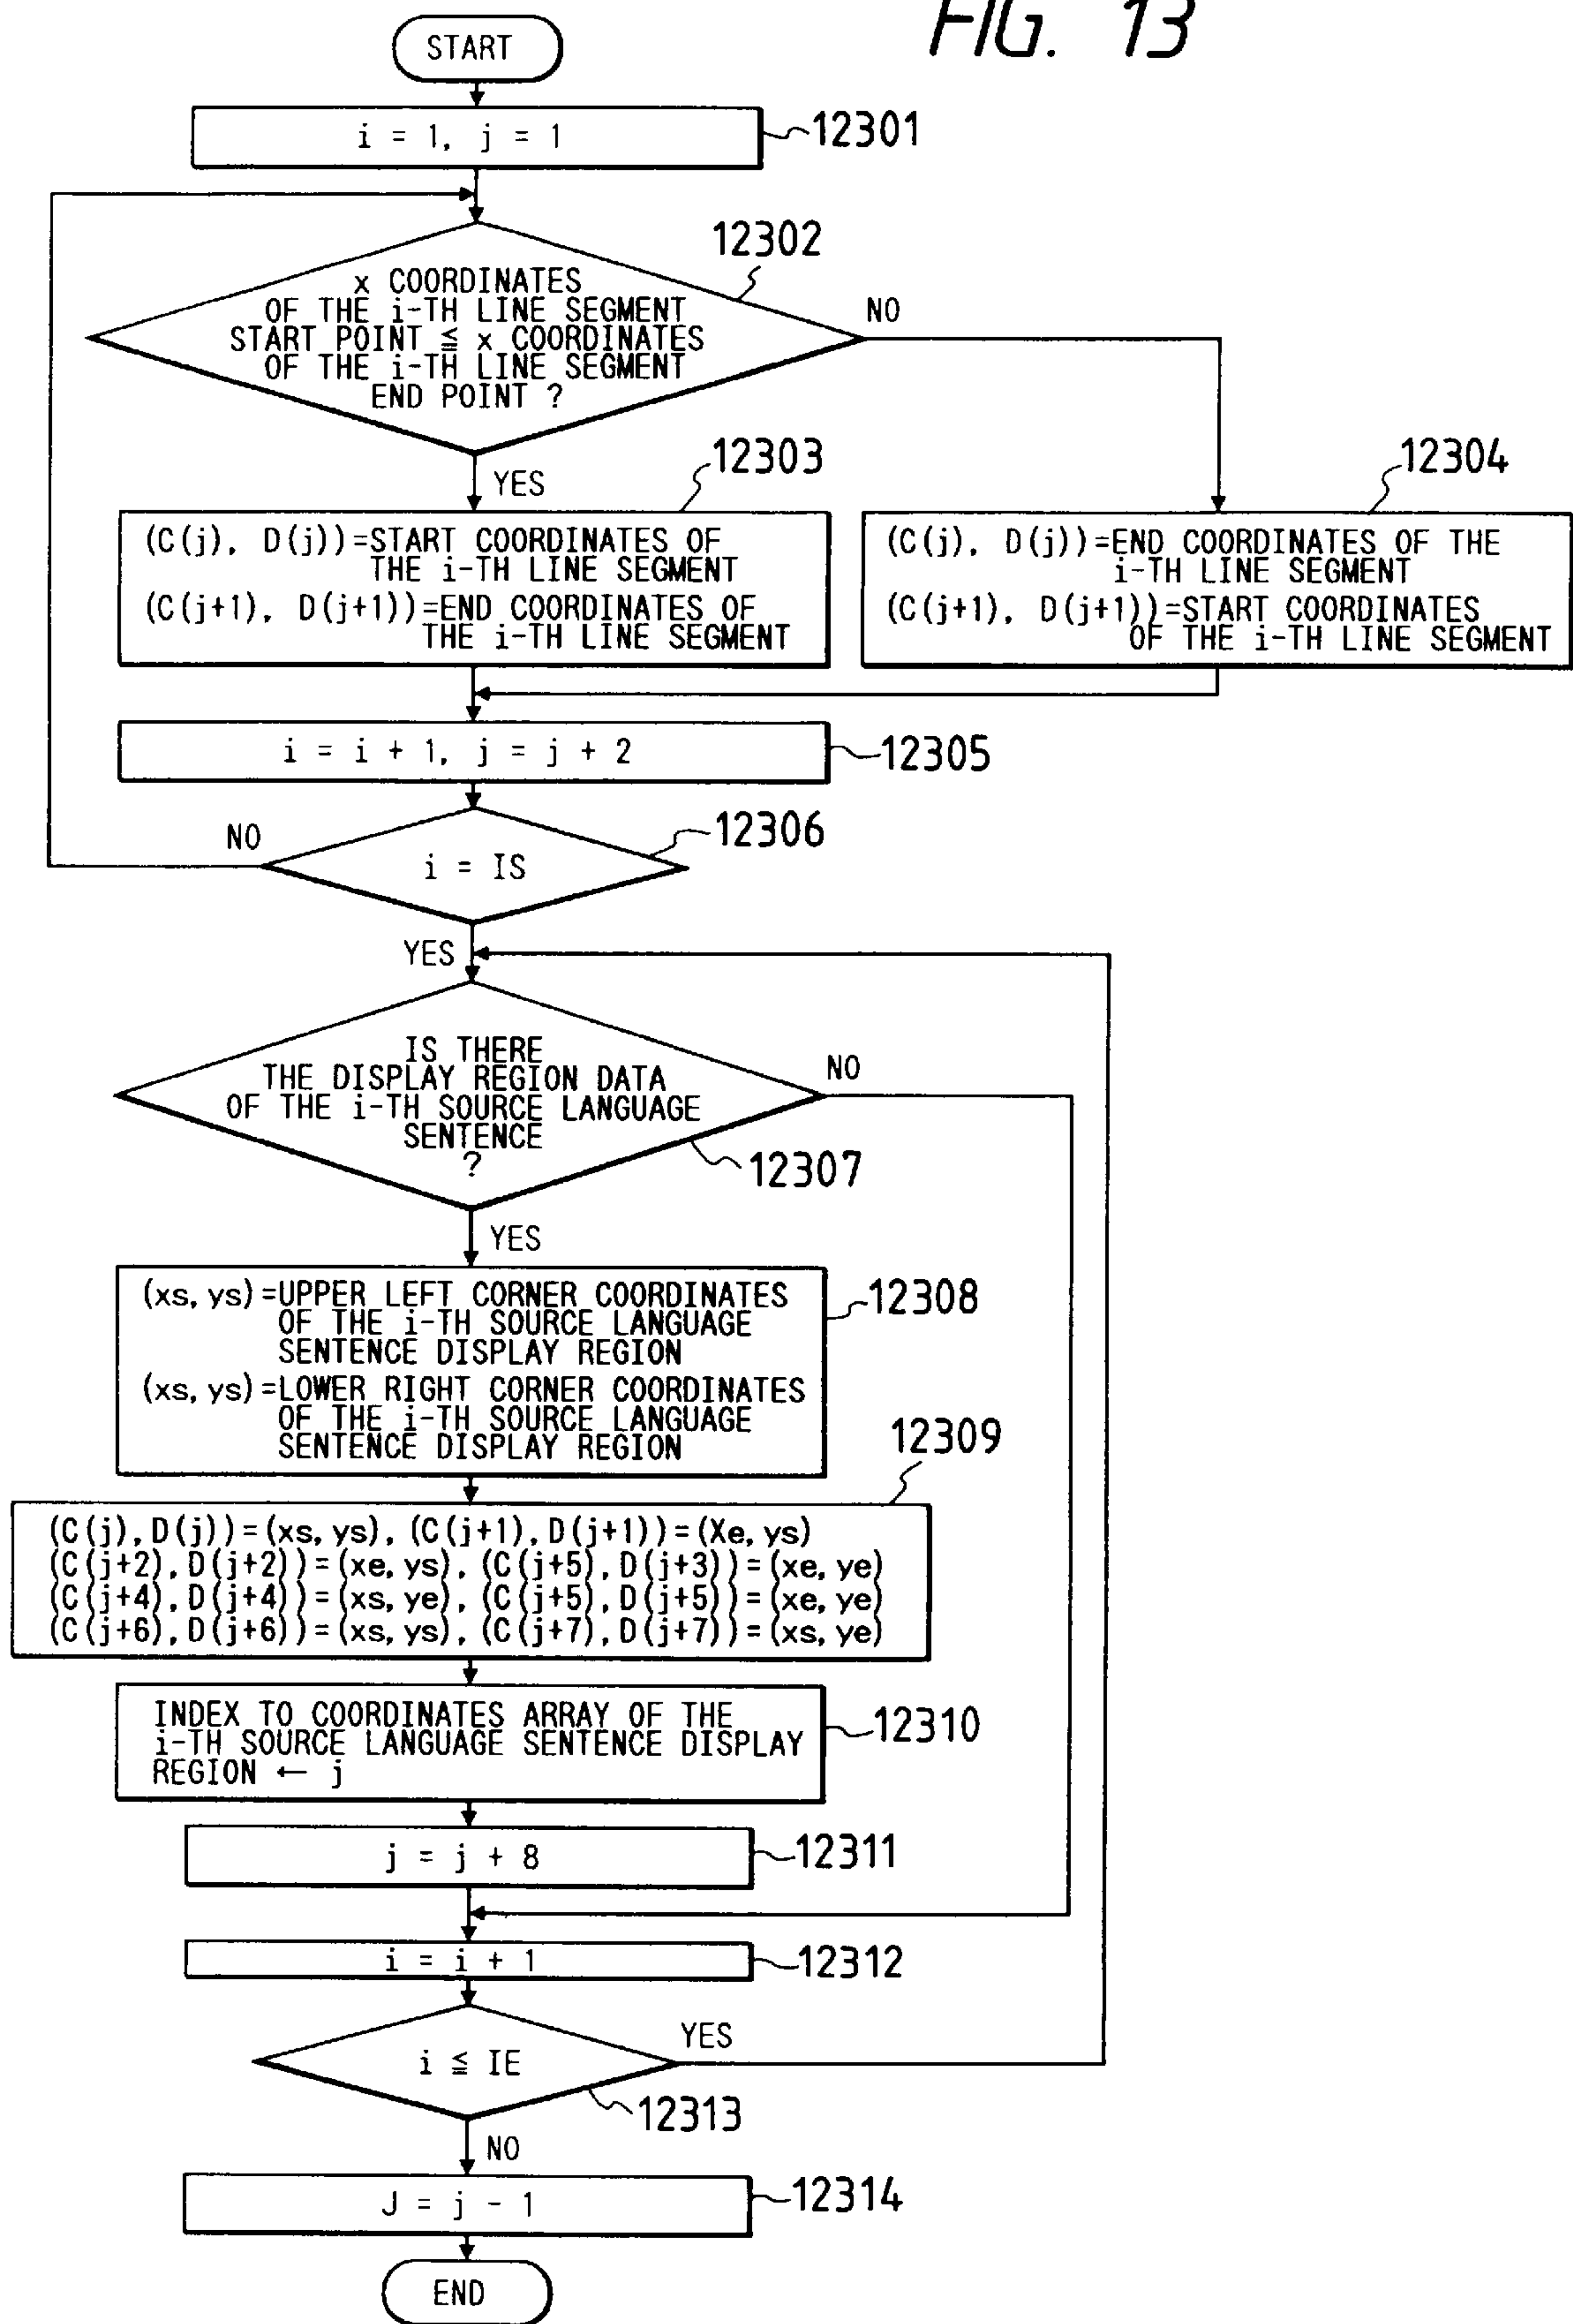 FIG. 13
START
i = 1, j = 1
12301
12302
x COORDINATES
OF THE i-TH LINE SEGMENT
START POINT ≦ x COORDINATES
OF THE i-TH LINE SEGMENT
END POINT ?
NO
YES
12303
(C(j), D(j))=START COORDINATES OF
THE i-TH LINE SEGMENT
(C(j+1), D(j+1))=END COORDINATES OF
THE i-TH LINE SEGMENT
12304
(C(j), D(j))=END COORDINATES OF THE
i-TH LINE SEGMENT
(C(j+1), D(j+1))=START COORDINATES
OF THE i-TH LINE SEGMENT
i = i + 1, j = j + 2
12305
12306
NO
i = IS
YES
IS THERE
THE DISPLAY REGION DATA
OF THE i-TH SOURCE LANGUAGE
SENTENCE
?
NO
12307
YES
(xs, ys)=UPPER LEFT CORNER COORDINATES
OF THE i-TH SOURCE LANGUAGE
SENTENCE DISPLAY REGION
(xs, ys)=LOWER RIGHT CORNER COORDINATES
OF THE i-TH SOURCE LANGUAGE
SENTENCE DISPLAY REGION
12308
12309
(C(j), D(j))=(xs, ys), (C(j+1), D(j+1))=(Xe, ys)
(C(j+2), D(j+2))=(xe, ys), (C(j+5), D(j+3))=(xe, ye)
(C(j+4), D(j+4))=(xs, ye), (C(j+5), D(j+5))=(xe, ye)
(C(j+6), D(j+6))=(xs, ys), (C(j+7), D(j+7))=(xs, ye)
INDEX TO COORDINATES ARRAY OF THE
i-TH SOURCE LANGUAGE SENTENCE DISPLAY
REGION ← j
12310
j = j + 8
12311
i = i + 1
12312
i ≦ IE
YES
12313
NO
J = j - 1
12314
END